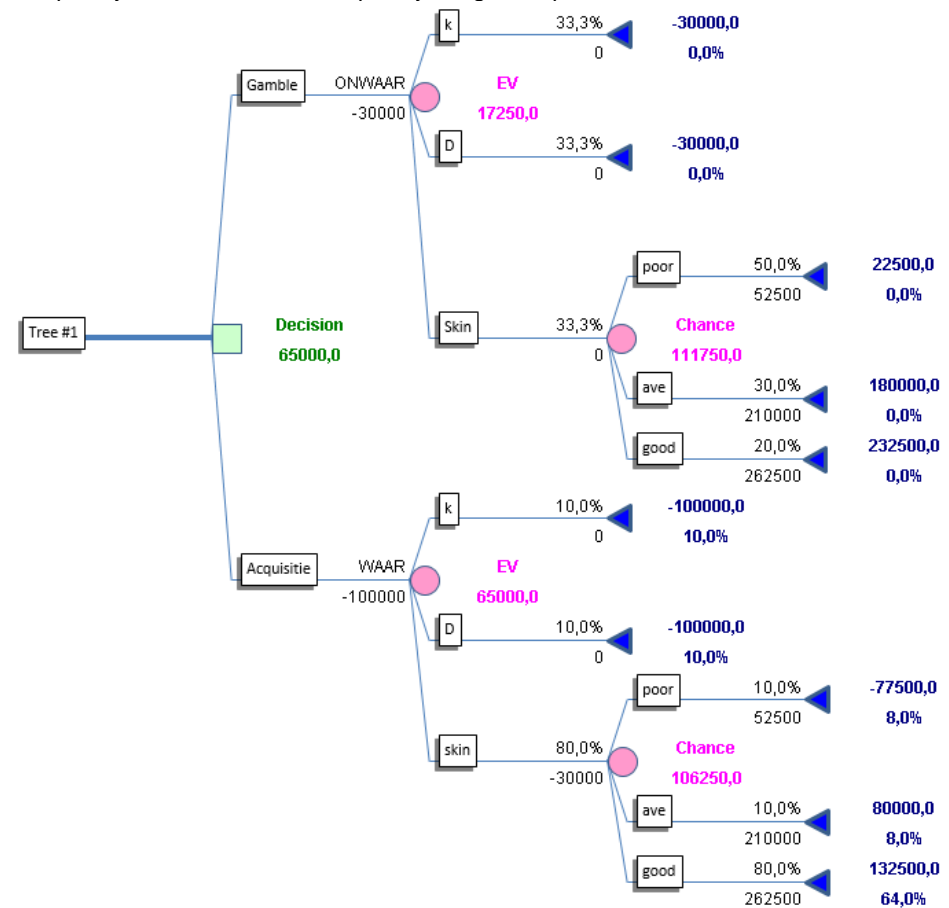 k 33,3% -30000,0
0 0,0%
Gamble ONWAAR EV
-30000 17250,0
D 33,3% -30000,0
0 0,0%
poor 50,0% 22500,0
52500 0,0%
Tree #1 Decision Skin 33,3% Chance
65000,0 0 111750,0
ave 30,0% 180000,0
210000 0,0%
good 20,0% 232500,0
262500 0,0%
k 10,0% -100000,0
0 10,0%
Acquisitie WAAR EV
-100000 65000,0
D 10,0% -100000,0
0 10,0%
poor 10,0% -77500,0
52500 8,0%
skin 80,0% Chance
-30000 106250,0
ave 10,0% 80000,0
210000 8,0%
good 80,0% 132500,0
262500 64,0%